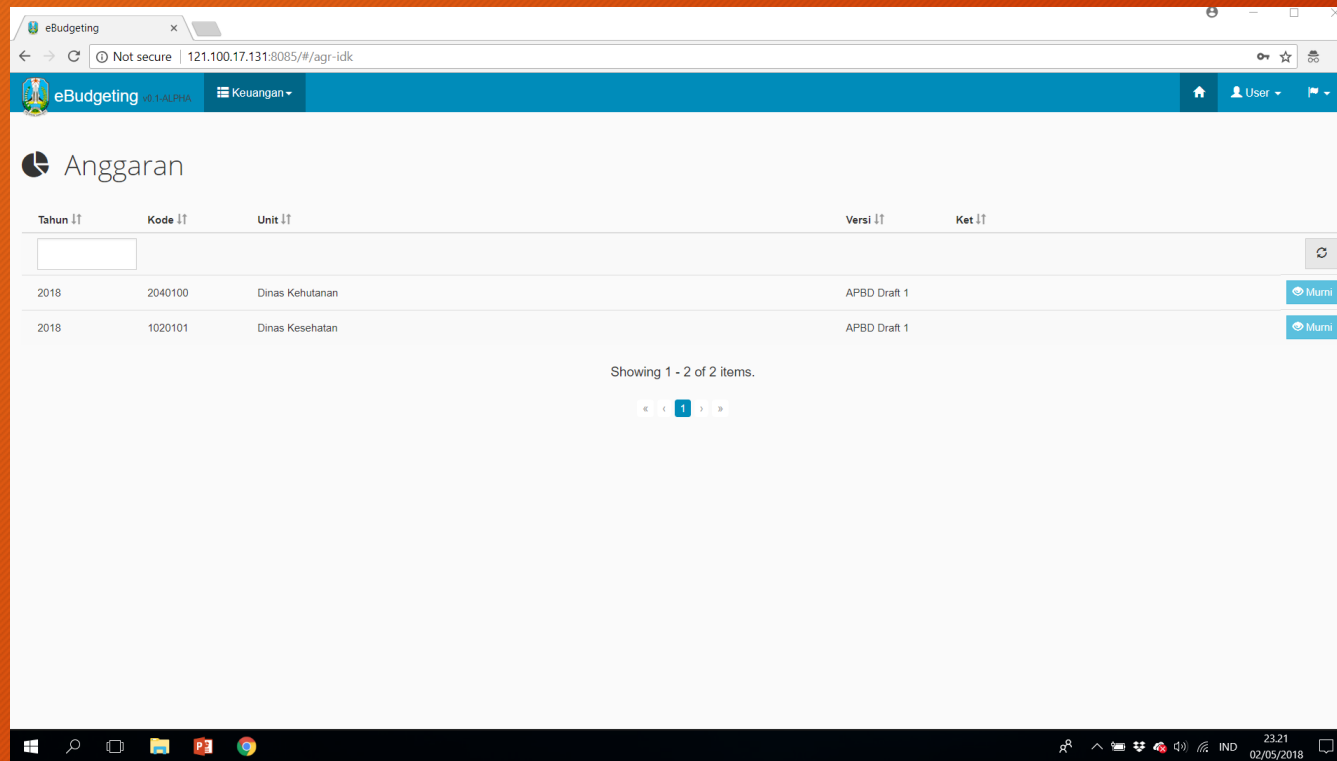 eBudgeting
Not secure | 121.100.17.131:8085/#/agr-idk
eBudgeting v0.1-ALPHA Keuangan User
Anggaran
Tahun Kode Unit Versi Ket
2018 2040100 Dinas Kehutanan APBD Draft 1 Murni
2018 1020101 Dinas Kesehatan APBD Draft 1 Murni
Showing 1 - 2 of 2 items.
« ‹ 1 › »
IND 23.21
02/05/2018